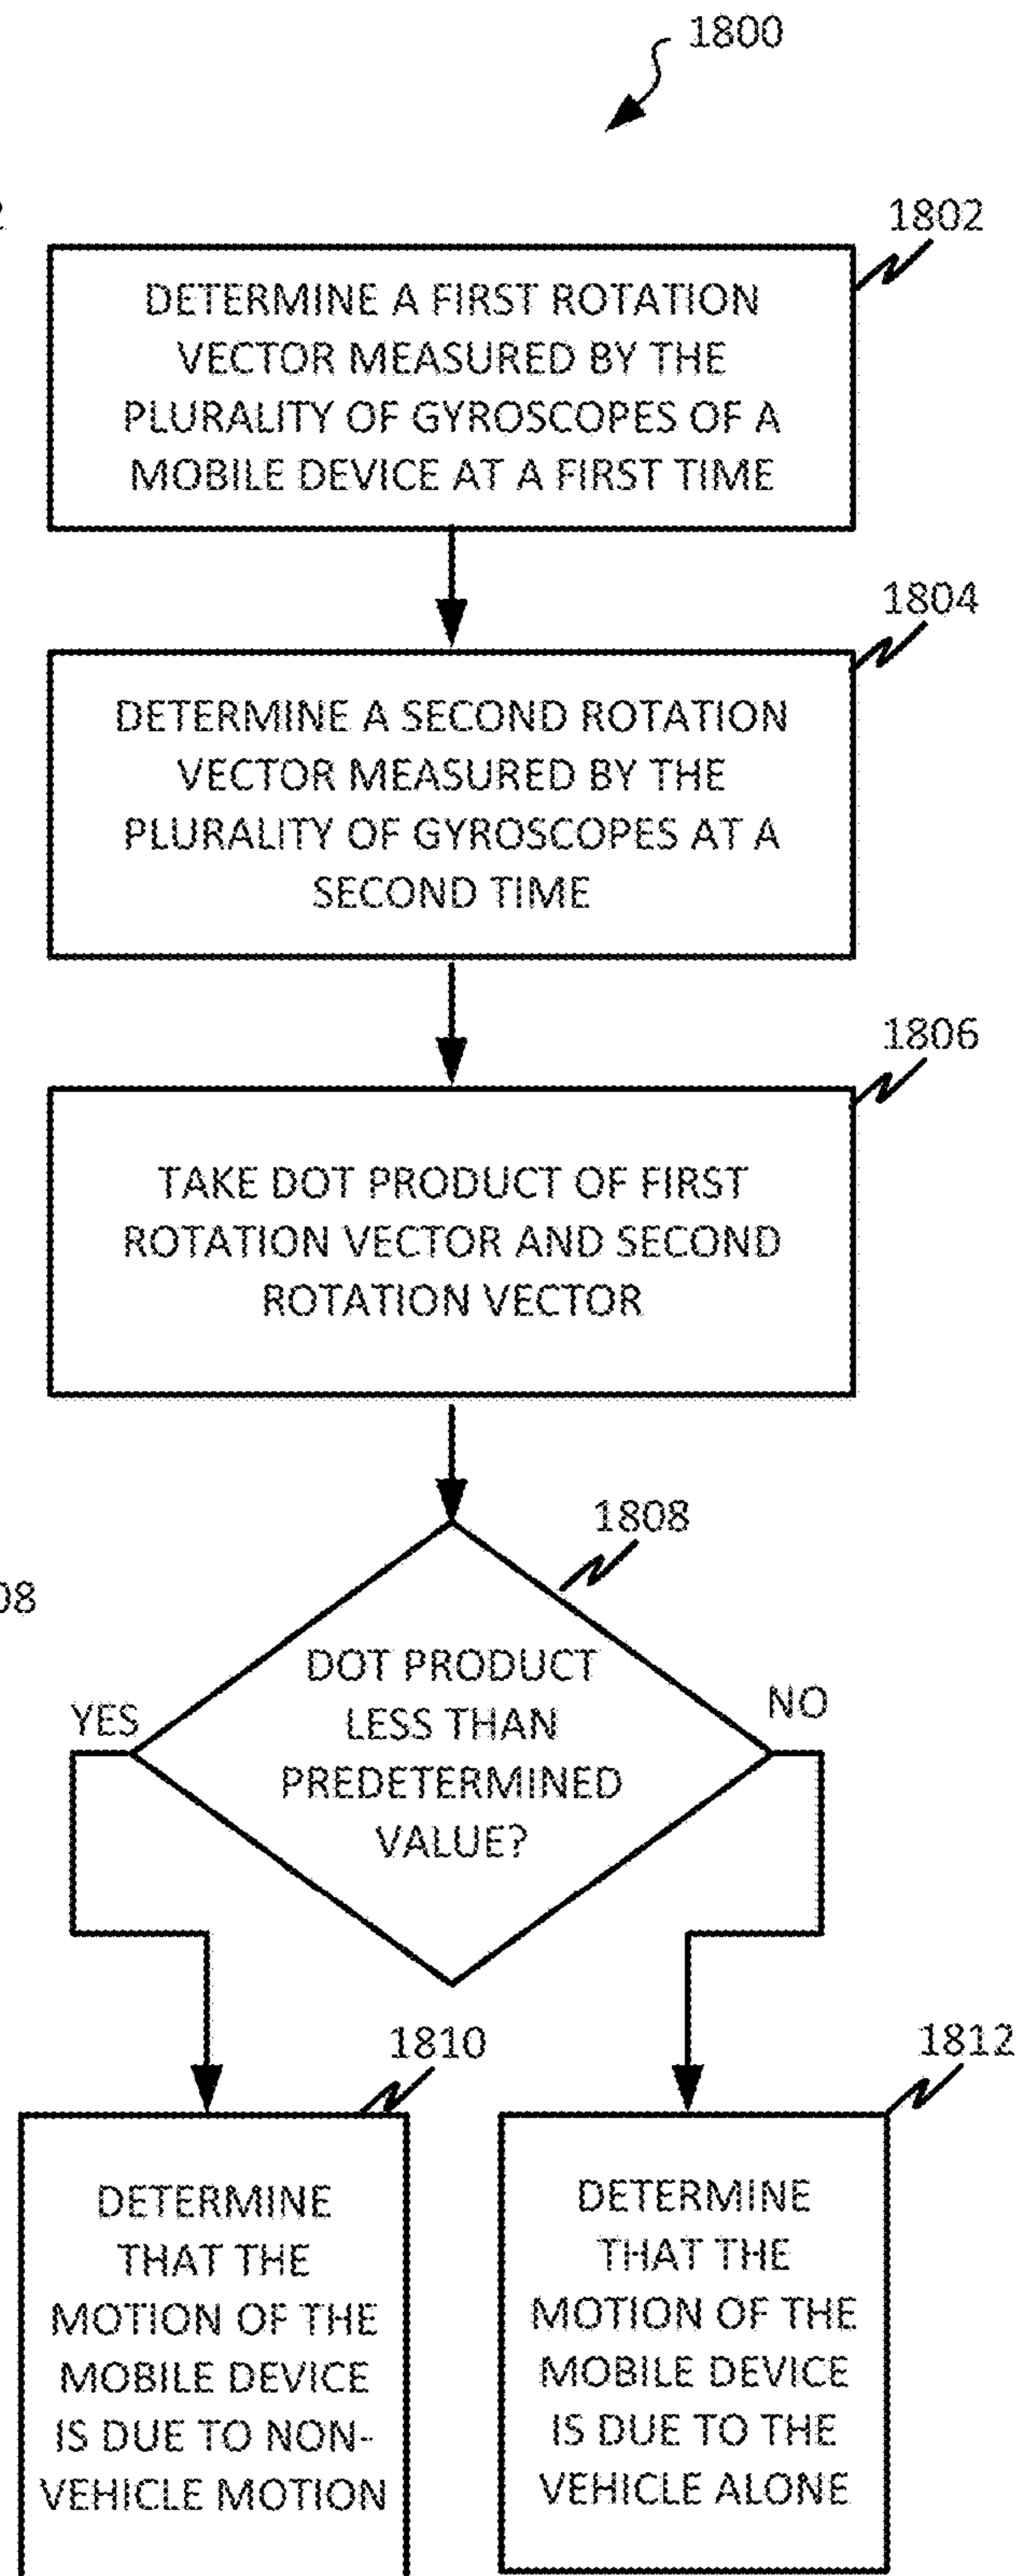 1800
2
1802
DETERMINE A FIRST ROTATION
VECTOR MEASURED BY THE
PLURALITY OF GYROSCOPES OF A
MOBILE DEVICE AT A FIRST TIME
1804
DETERMINE A SECOND ROTATION
VECTOR MEASURED BY THE
PLURALITY OF GYROSCOPES AT A
SECOND TIME
1806
TAKE DOT PRODUCT OF FIRST
ROTATION VECTOR AND SECOND
ROTATION VECTOR
1808
08
DOT PRODUCT
LESS THAN
PREDETERMINED
VALUE?
YES
NO
1810
DETERMINE
THAT THE
MOTION OF THE
MOBILE DEVICE
IS DUE TO NON-
VEHICLE MOTION
1812
DETERMINE
THAT THE
MOTION OF THE
MOBILE DEVICE
IS DUE TO THE
VEHICLE ALONE